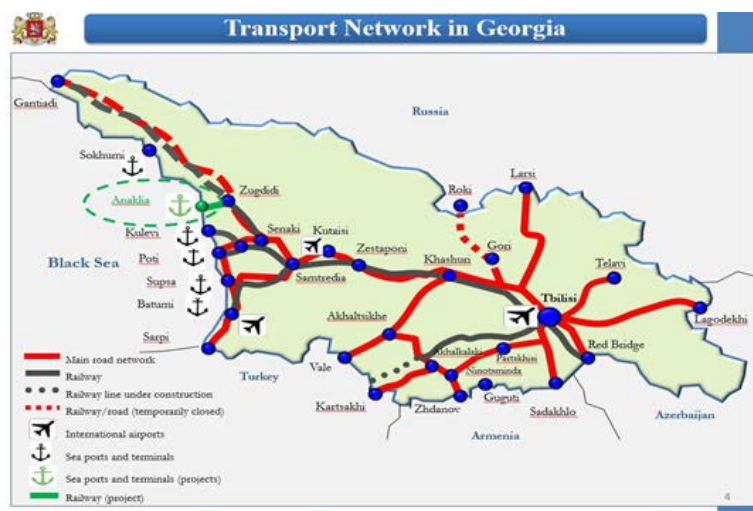 Transport Network in Georgia
Gantiadi
Russia
Sokhumi
Larsi
Roki
Anaklia
Zugdidi
Kulevi
Senaki
Kutaisi
Gori
Black Sea
Poti
Zestaponi
Khashuri
Telavi
Samtredia
Supsa
Tbilisi
Batumi
Akhaltsikhe
Lagodekhi
Sarpi
Akhalkalaki
Partskhisi
Red Bridge
Main road network
Vale
Ninotsminda
Railway
Turkey
Railway line under construction
Kartsakhi
Zhdanov
Guguti
Sadakhlo
Azerbaijan
Railway/road (temporarily closed)
Armenia
International airports
Sea ports and terminals
Sea ports and terminals (projects)
Railway (project)
4